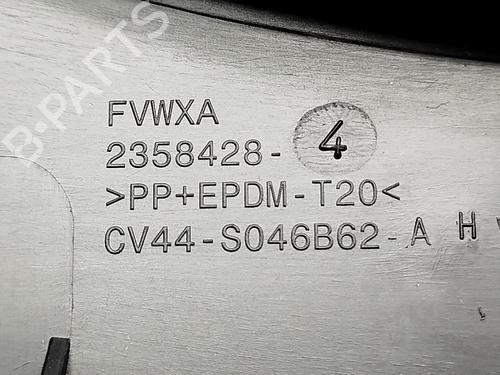 B-PARTS
FVWXA
2358428-4
>PP+EPDM-T20<
CV44-S046B62-A H